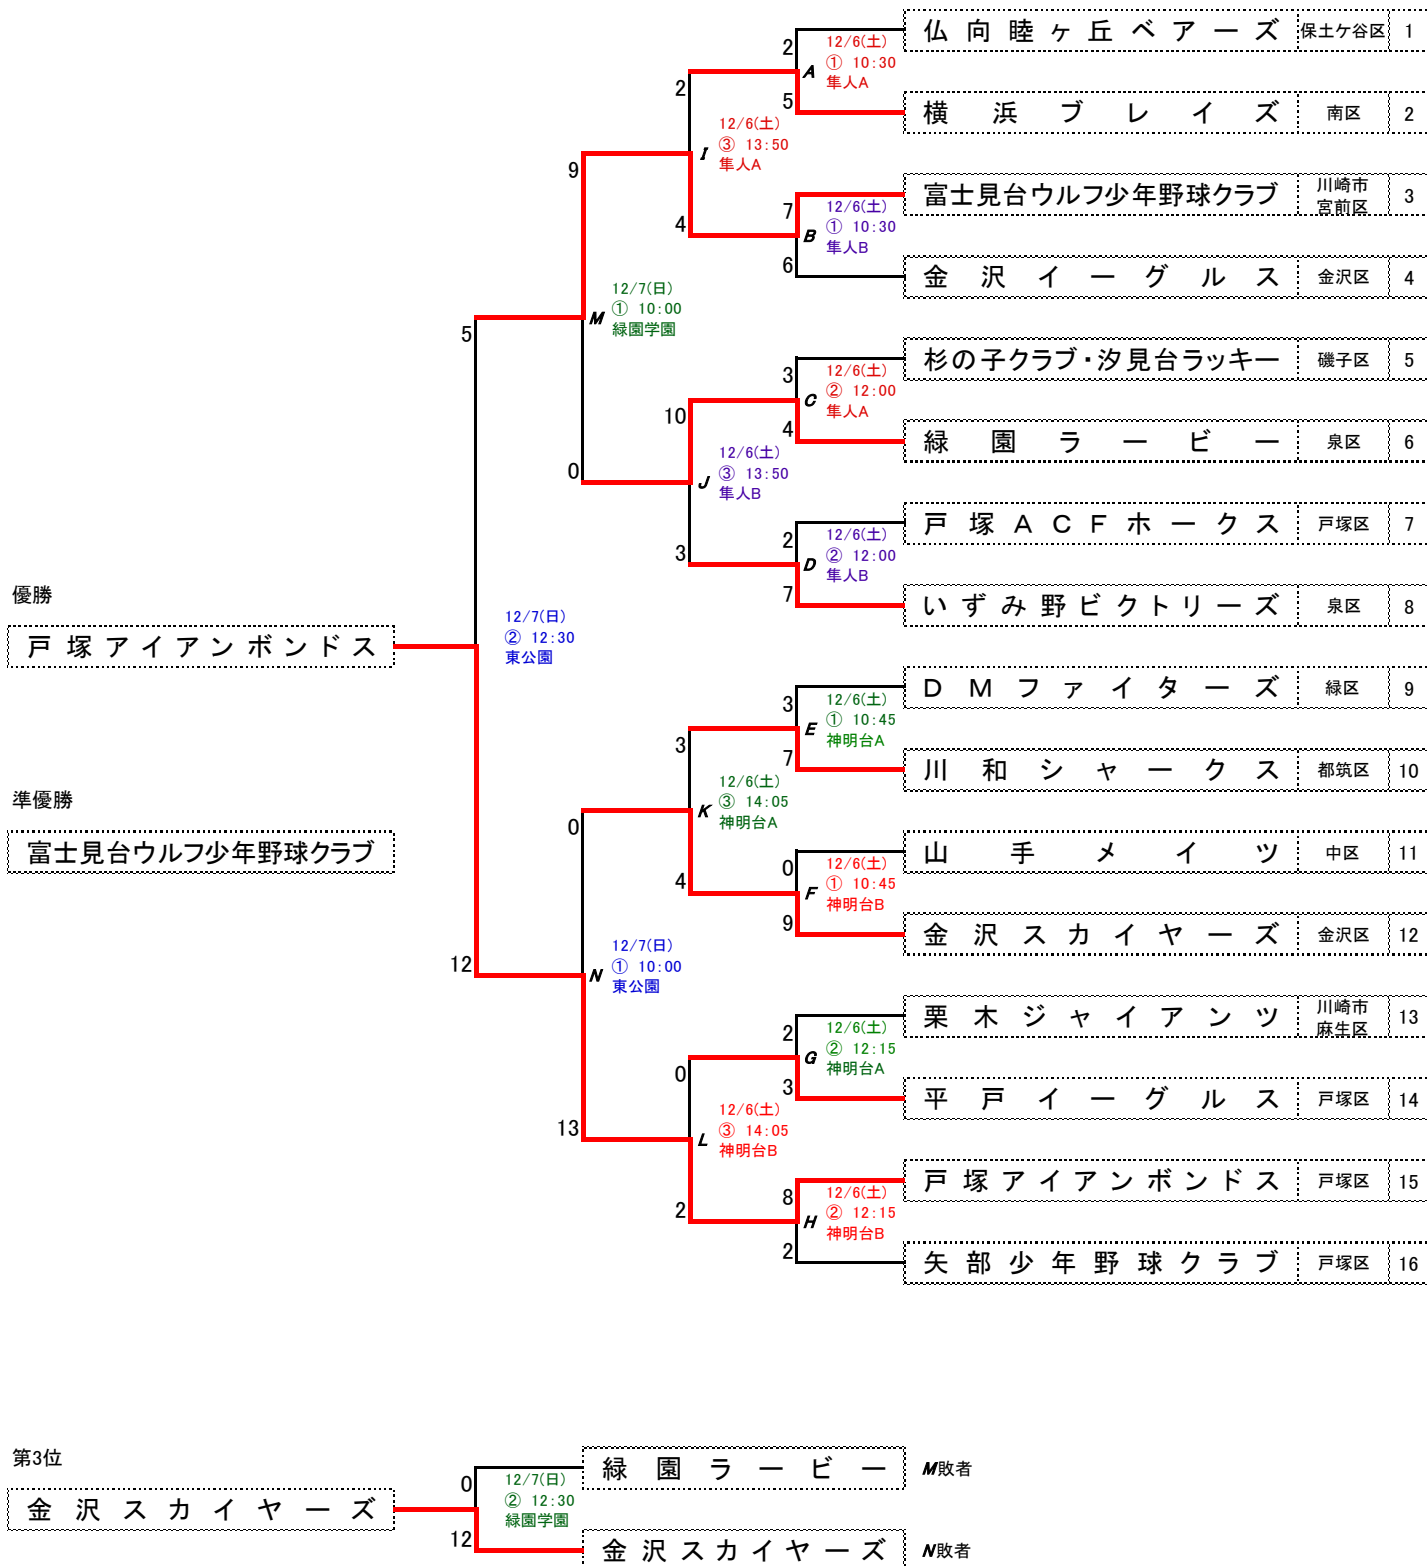 仏向睦ヶ丘ベアーズ 保土ケ谷区 1
2 12/6(土)
A ① 10:30
隼人A
2
5
横浜ブレイズ 南区 2
12/6(土)
I ③ 13:50
隼人A
9
富士見台ウルフ少年野球クラブ 川崎市宮前区 3
7 12/6(土)
B ① 10:30
隼人B
4
6
金沢イーグルス 金沢区 4
12/7(日)
M ① 10:00
緑園学園
5
杉の子クラブ・汐見台ラッキー 磯子区 5
3 12/6(土)
C ② 12:00
隼人A
10
4
緑園ラービー 泉区 6
12/6(土)
J ③ 13:50
隼人B
0
戸塚ACFホークス 戸塚区 7
2 12/6(土)
D ② 12:00
隼人B
3
7
いずみ野ビクトリーズ 泉区 8
優勝
戸塚アイアンボンドス
12/7(日)
② 12:30
東公園
DMファイターズ 緑区 9
3 12/6(土)
E ① 10:45
神明台A
3
7
川和シャークス 都筑区 10
12/6(土)
K ③ 14:05
神明台A
準優勝
富士見台ウルフ少年野球クラブ
0
山手メイツ 中区 11
0 12/6(土)
F ① 10:45
神明台B
4
9
金沢スカイヤーズ 金沢区 12
12/7(日)
N ① 10:00
東公園
12
栗木ジャイアンツ 川崎市麻生区 13
2 12/6(土)
G ② 12:15
神明台A
0
3
平戸イーグルス 戸塚区 14
12/6(土)
L ③ 14:05
神明台B
13
戸塚アイアンボンドス 戸塚区 15
8 12/6(土)
H ② 12:15
神明台B
2
2
矢部少年野球クラブ 戸塚区 16
第3位
金沢スカイヤーズ
緑園ラービー M敗者
0 12/7(日)
② 12:30
緑園学園
12
金沢スカイヤーズ N敗者